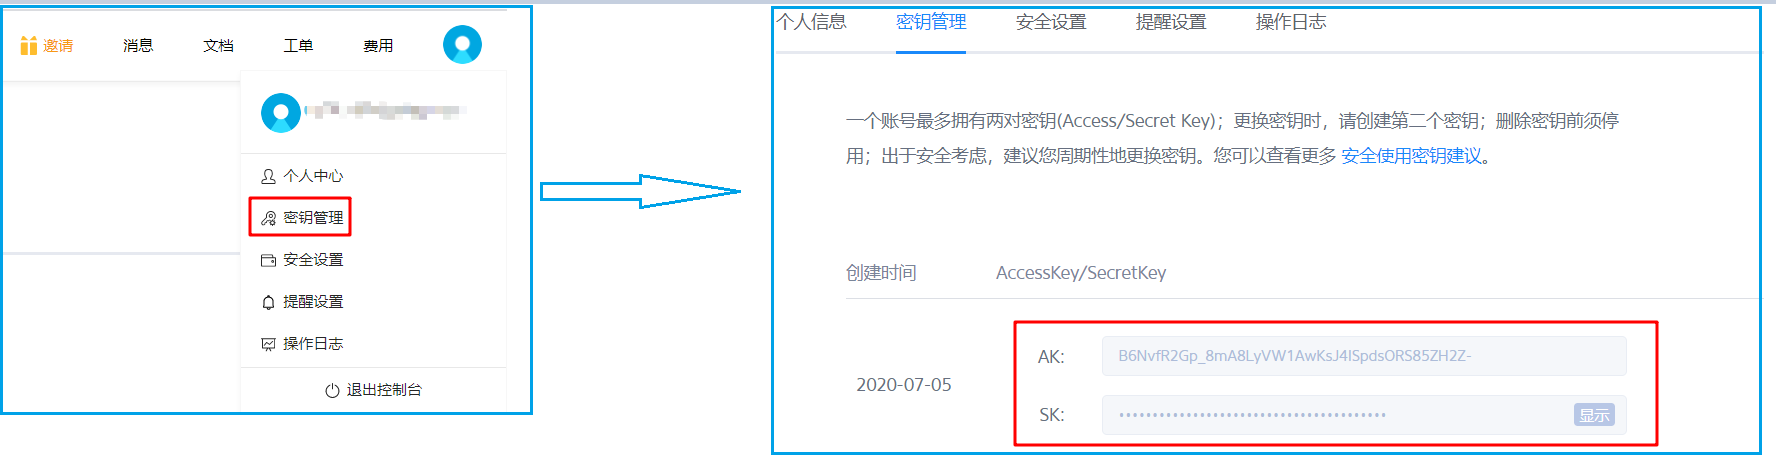 邀请 消息 文档 工单 费用
个人中心
密钥管理
安全设置
提醒设置
操作日志
退出控制台
个人信息 密钥管理 安全设置 提醒设置 操作日志
一个账号最多拥有两对密钥(Access/Secret Key)；更换密钥时，请创建第二个密钥；删除密钥前须停
用；出于安全考虑，建议您周期性地更换密钥。您可以查看更多 安全使用密钥建议。
创建时间 AccessKey/SecretKey
2020-07-05
AK: B6NvfR2Gp_8mA8LyVW1AwKsJ4ISpdsORS85ZH2Z-
SK: •••••••••••••••••••••••••••••••••••••••• 显示